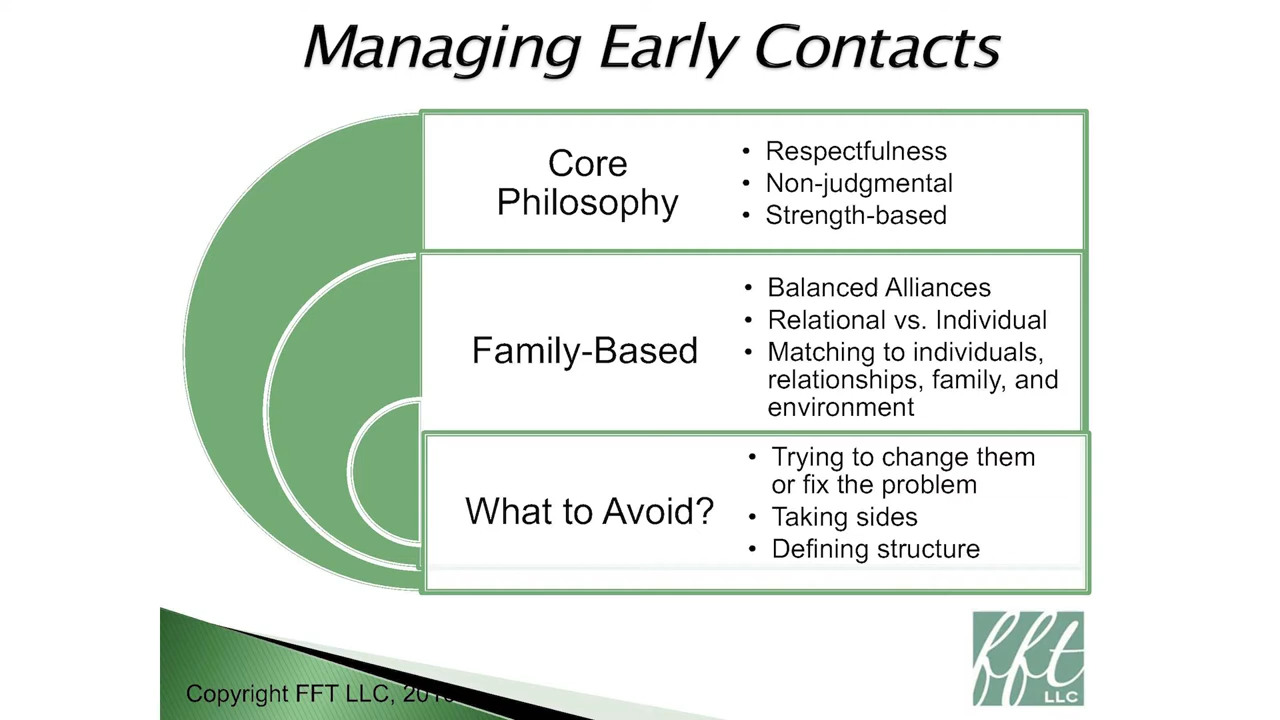 Managing Early Contacts
Core
Philosophy
• Respectfulness
• Non-judgmental
• Strength-based
Family-Based
• Balanced Alliances
• Relational vs. Individual
• Matching to individuals,
relationships, family, and
environment
What to Avoid?
• Trying to change them
or fix the problem
• Taking sides
• Defining structure
Copyright FFT LLC,
fft
LLC